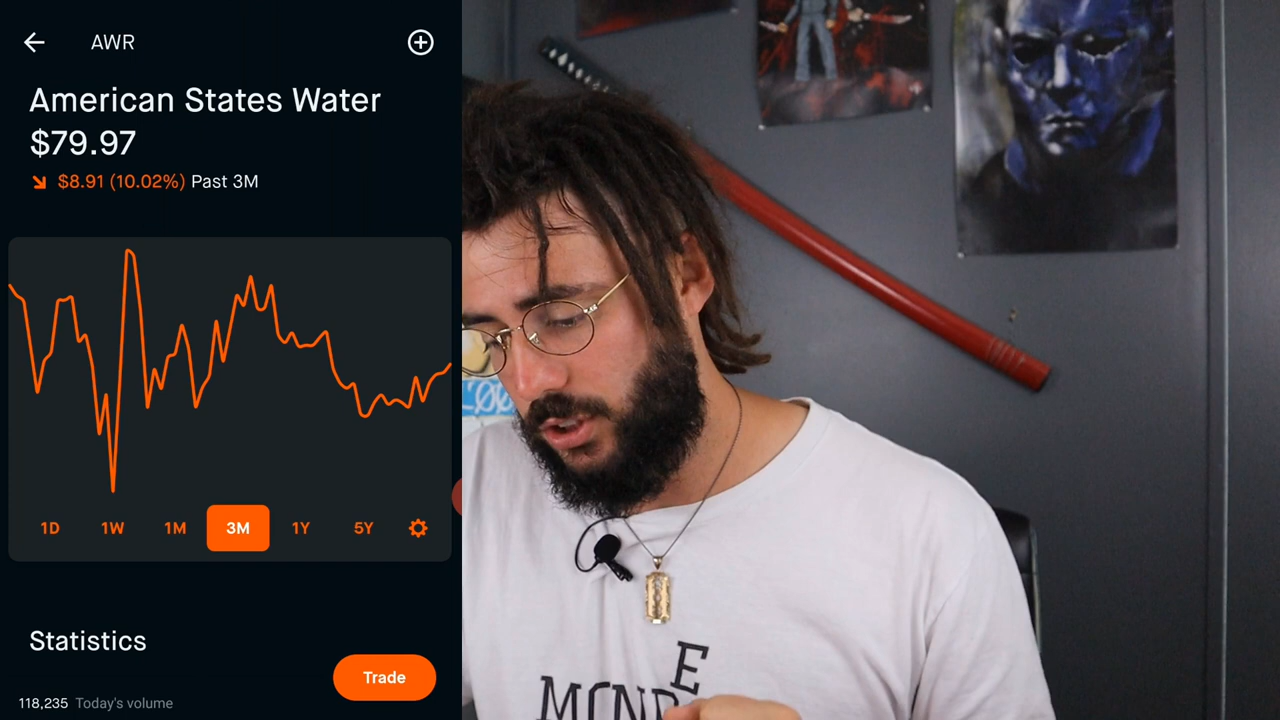 AWR
American States Water
$79.97
$8.91 (10.02%) Past 3M
1D 1W 1M 3M 1Y 5Y
Statistics
Trade
118,235 Today's volume
E